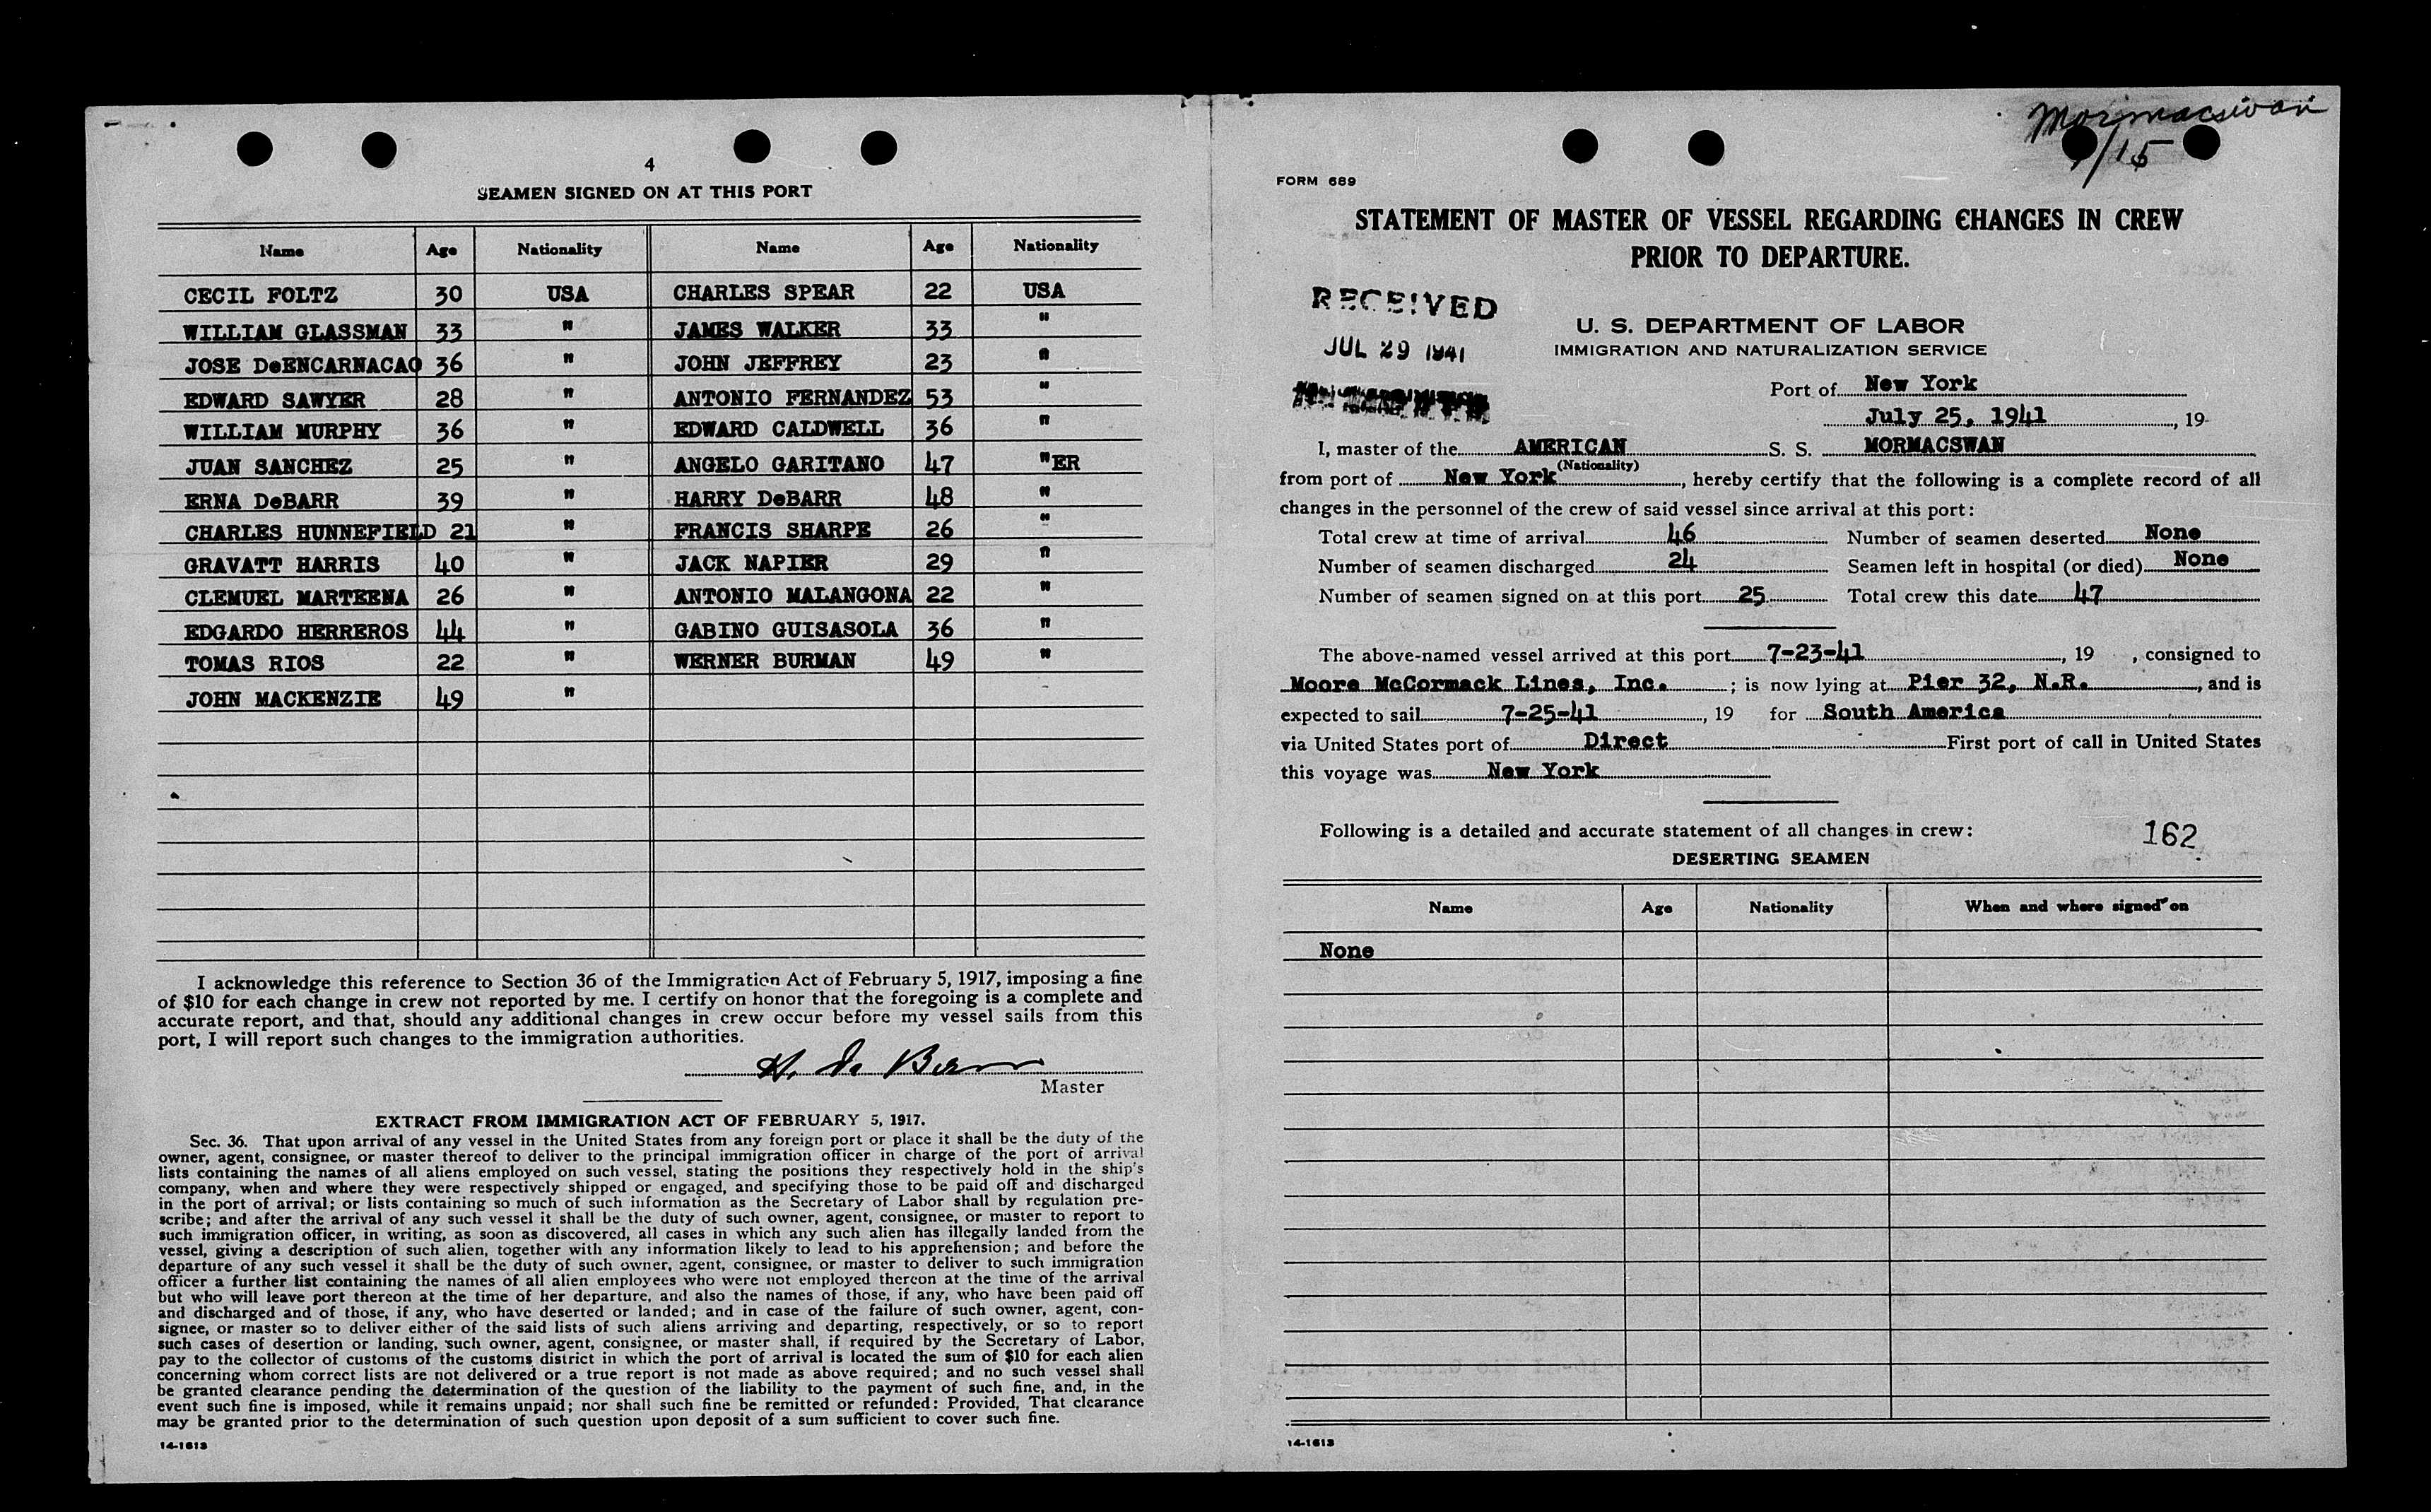 4
SEAMEN SIGNED ON AT THIS PORT
Name Age Nationality Name Age Nationality
CECIL FOLTZ 30 USA CHARLES SPEAR 22 USA
WILLIAM GLASSMAN 33 " JAMES WALKER 33 "
JOSE DeENCARNACAO 36 " JOHN JEFFREY 23 "
EDWARD SAWYER 28 " ANTONIO FERNANDEZ 53 "
WILLIAM MURPHY 36 " EDWARD CALDWELL 36 "
JUAN SANCHEZ 25 " ANGELO GARITANO 47 "ER
ERNA DeBARR 39 " HARRY DeBARR 48 "
CHARLES HUNNEFIELD 21 " FRANCIS SHARPE 26 "
GRAVATT HARRIS 40 " JACK NAPIER 29 "
CLEMUEL MARTEENA 26 " ANTONIO MALANGONA 22 "
EDGARDO HERREROS 44 " GABINO GUISASOLA 36 "
TOMAS RIOS 22 " WERNER BURMAN 49 "
JOHN MACKENZIE 49 "
I acknowledge this reference to Section 36 of the Immigration Act of February 5, 1917, imposing a fine
of $10 for each change in crew not reported by me. I certify on honor that the foregoing is a complete and
accurate report, and that, should any additional changes in crew occur before my vessel sails from this
port, I will report such changes to the immigration authorities.
Master
EXTRACT FROM IMMIGRATION ACT OF FEBRUARY 5, 1917.
Sec. 36. That upon arrival of any vessel in the United States from any foreign port or place it shall be the duty of the
owner, agent, consignee, or master thereof to deliver to the principal immigration officer in charge of the port of arrival
lists containing the names of all aliens employed on such vessel, stating the positions they respectively hold in the ship's
company, when and where they were respectively shipped or engaged, and specifying those to be paid off and discharged
in the port of arrival; or lists containing so much of such information as the Secretary of Labor shall by regulation pre-
scribe; and after the arrival of any such vessel it shall be the duty of such owner, agent, consignee, or master to report to
such immigration officer, in writing, as soon as discovered, all cases in which any such alien has illegally landed from the
vessel, giving a description of such alien, together with any information likely to lead to his apprehension; and before the
departure of any such vessel it shall be the duty of such owner, agent, consignee, or master to deliver to such immigration
officer a further list containing the names of all alien employees who were not employed thereon at the time of the arrival
but who will leave port thereon at the time of her departure, and also the names of those, if any, who have been paid off
and discharged and of those, if any, who have deserted or landed; and in case of the failure of such owner, agent, con-
signee, or master so to deliver either of the said lists of such aliens arriving and departing, respectively, or so to report
such cases of desertion or landing, such owner, agent, consignee, or master shall, if required by the Secretary of Labor,
pay to the collector of customs of the customs district in which the port of arrival is located the sum of $10 for each alien
concerning whom correct lists are not delivered or a true report is not made as above required; and no such vessel shall
be granted clearance pending the determination of the question of the liability to the payment of such fine, and, in the
event such fine is imposed, while it remains unpaid; nor shall such fine be remitted or refunded: Provided, That clearance
may be granted prior to the determination of such question upon deposit of a sum sufficient to cover such fine.
14-1613
Mormacswan
/15
FORM 689
STATEMENT OF MASTER OF VESSEL REGARDING CHANGES IN CREW
PRIOR TO DEPARTURE.
RECEIVED
JUL 29 1941
U. S. DEPARTMENT OF LABOR
IMMIGRATION AND NATURALIZATION SERVICE
Port of New York
July 25, 1941, 19
I, master of the AMERICAN S. S. MORMACSWAN
(Nationality)
from port of New York, hereby certify that the following is a complete record of all
changes in the personnel of the crew of said vessel since arrival at this port:
Total crew at time of arrival 46 Number of seamen deserted None
Number of seamen discharged 24 Seamen left in hospital (or died) None
Number of seamen signed on at this port 25 Total crew this date 47
The above-named vessel arrived at this port 7-23-41, 19 , consigned to
Moore McCormack Lines, Inc. ; is now lying at Pier 32, N.R., and is
expected to sail 7-25-41, 19 for South America
via United States port of Direct First port of call in United States
this voyage was New York
Following is a detailed and accurate statement of all changes in crew: 162
DESERTING SEAMEN
Name Age Nationality When and where signed on
None
14-1613